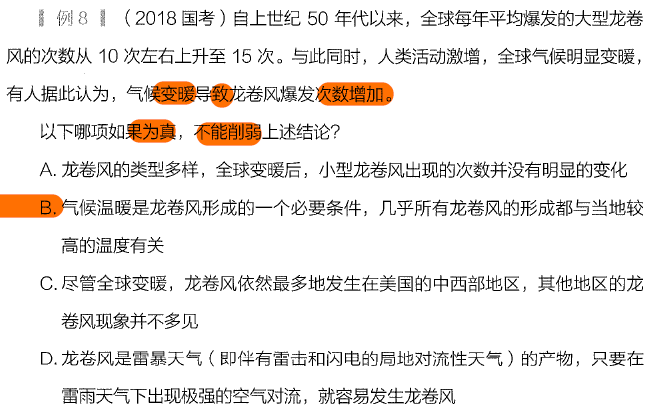 例8 （2018国考）自上世纪 50 年代以来，全球每年平均爆发的大型龙卷
风的次数从 10 次左右上升至 15 次。与此同时，人类活动激增，全球气候明显变暖，
有人据此认为，气候变暖导致龙卷风爆发次数增加。
以下哪项如果为真，不能削弱上述结论？
A. 龙卷风的类型多样，全球变暖后，小型龙卷风出现的次数并没有明显的变化
B. 气候温暖是龙卷风形成的一个必要条件，几乎所有龙卷风的形成都与当地较
高的温度有关
C. 尽管全球变暖，龙卷风依然最多地发生在美国的中西部地区，其他地区的龙
卷风现象并不多见
D. 龙卷风是雷暴天气（即伴有雷击和闪电的局地对流性天气）的产物，只要在
雷雨天气下出现极强的空气对流，就容易发生龙卷风